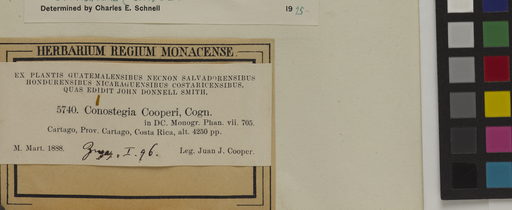 Determined by Charles E. Schnell 19
HERBARIUM REGIUM MONACENSE
EX PLANTIS GUATEMALENSIBUS NECNON SALVADORENSIBUS
HONDURENSIBUS NICARAGUENSIBUS COSTARICENSIBUS,
QUAS EDIDIT JOHN DONNELL SMITH,
5740. Conostegia Cooperi, Cogn.
in DC. Monogr. Phan. vii. 705.
Cartago, Prov. Cartago, Costa Rica, alt. 4250 pp.
M. Mart. 1888. I. 96. Leg. Juan J. Cooper.